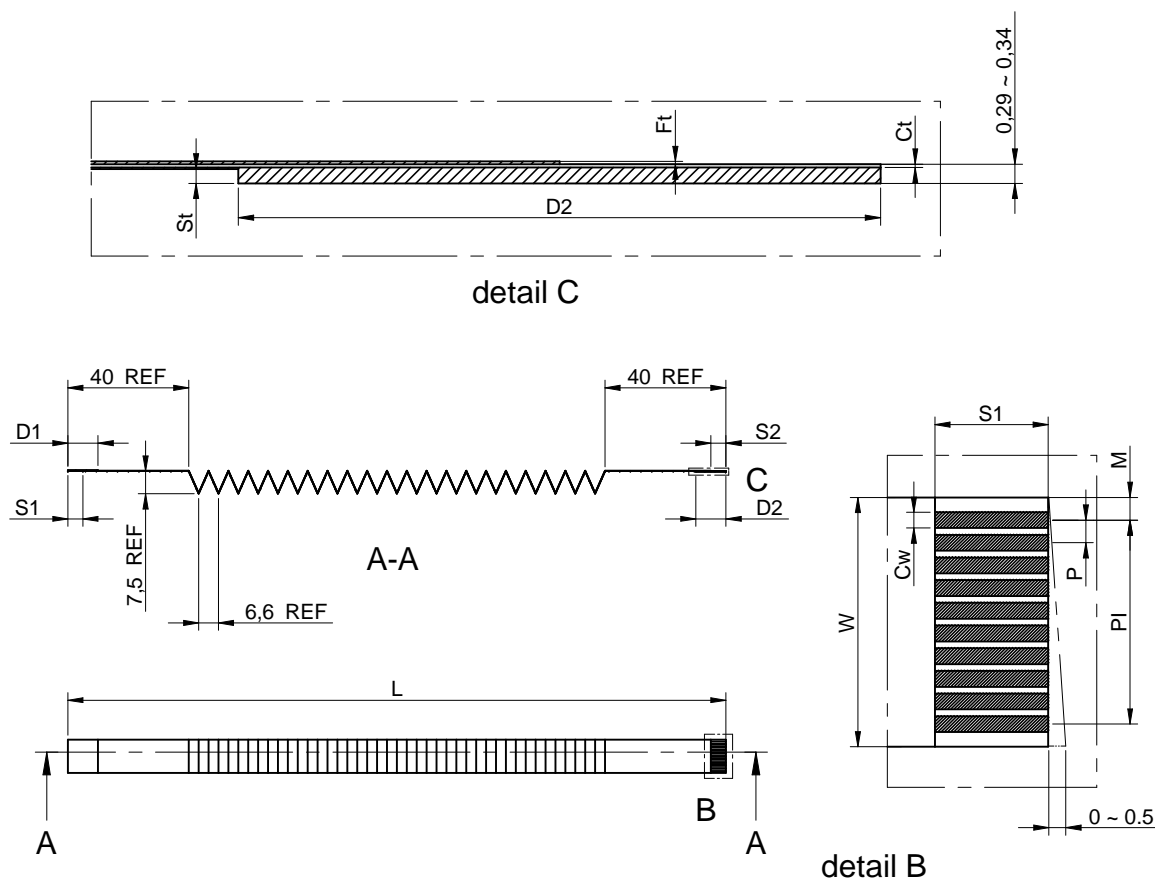 0,29 ~ 0,34
Ft
Ct
St
D2
detail C
40 REF
40 REF
D1
S2
S1
C
D2
7,5 REF
A-A
6,6 REF
S1
M
Cw
P
W
Pl
L
B
A
A
0 ~ 0.5
detail B